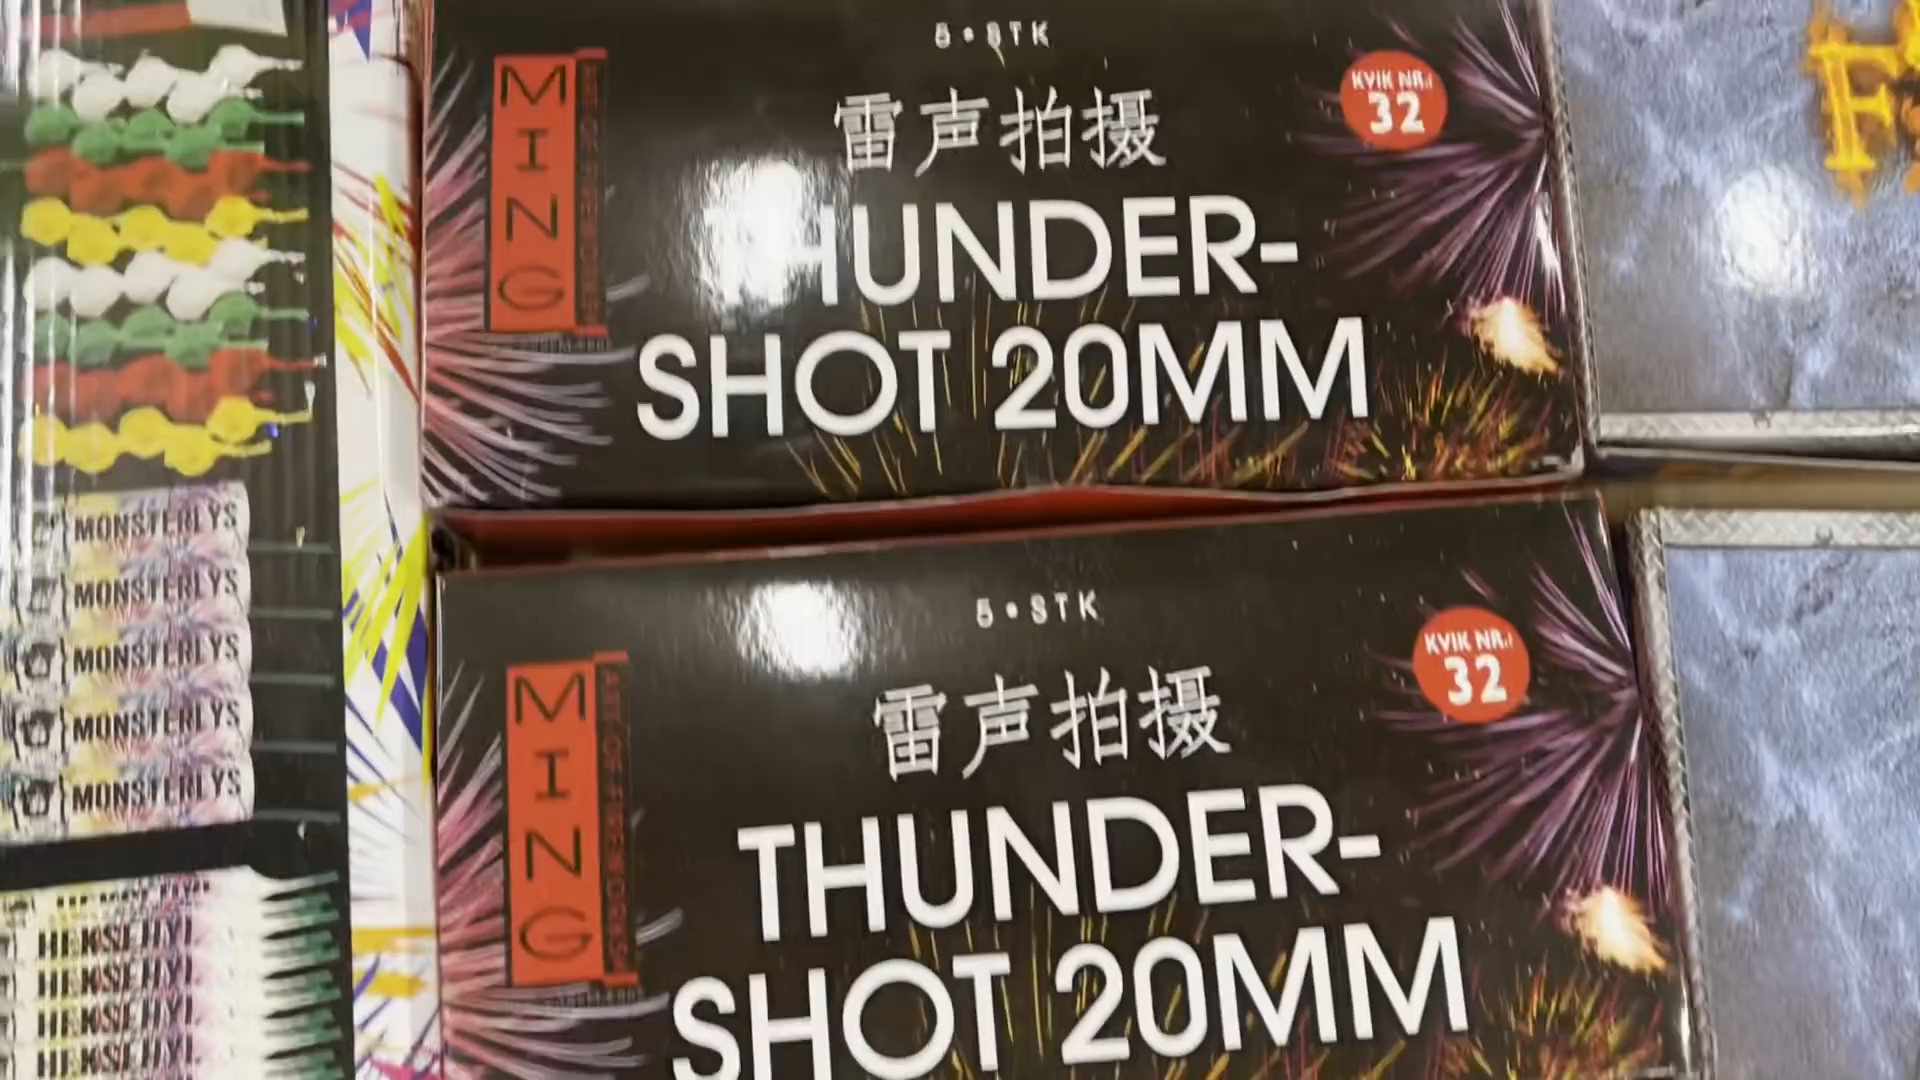 5 • STK
雷声拍摄
KVIK NR.:
32
MING
THUNDER-
SHOT 20MM
5 • STK
雷声拍摄
KVIK NR.:
32
MING
THUNDER-
SHOT 20MM
MONSTERLYS
MONSTERLYS
MONSTERLYS
MONSTERLYS
MONSTERLYS
HEKSEHYL
HEKSEHYL
HEKSEHYL
HEKSEHYL